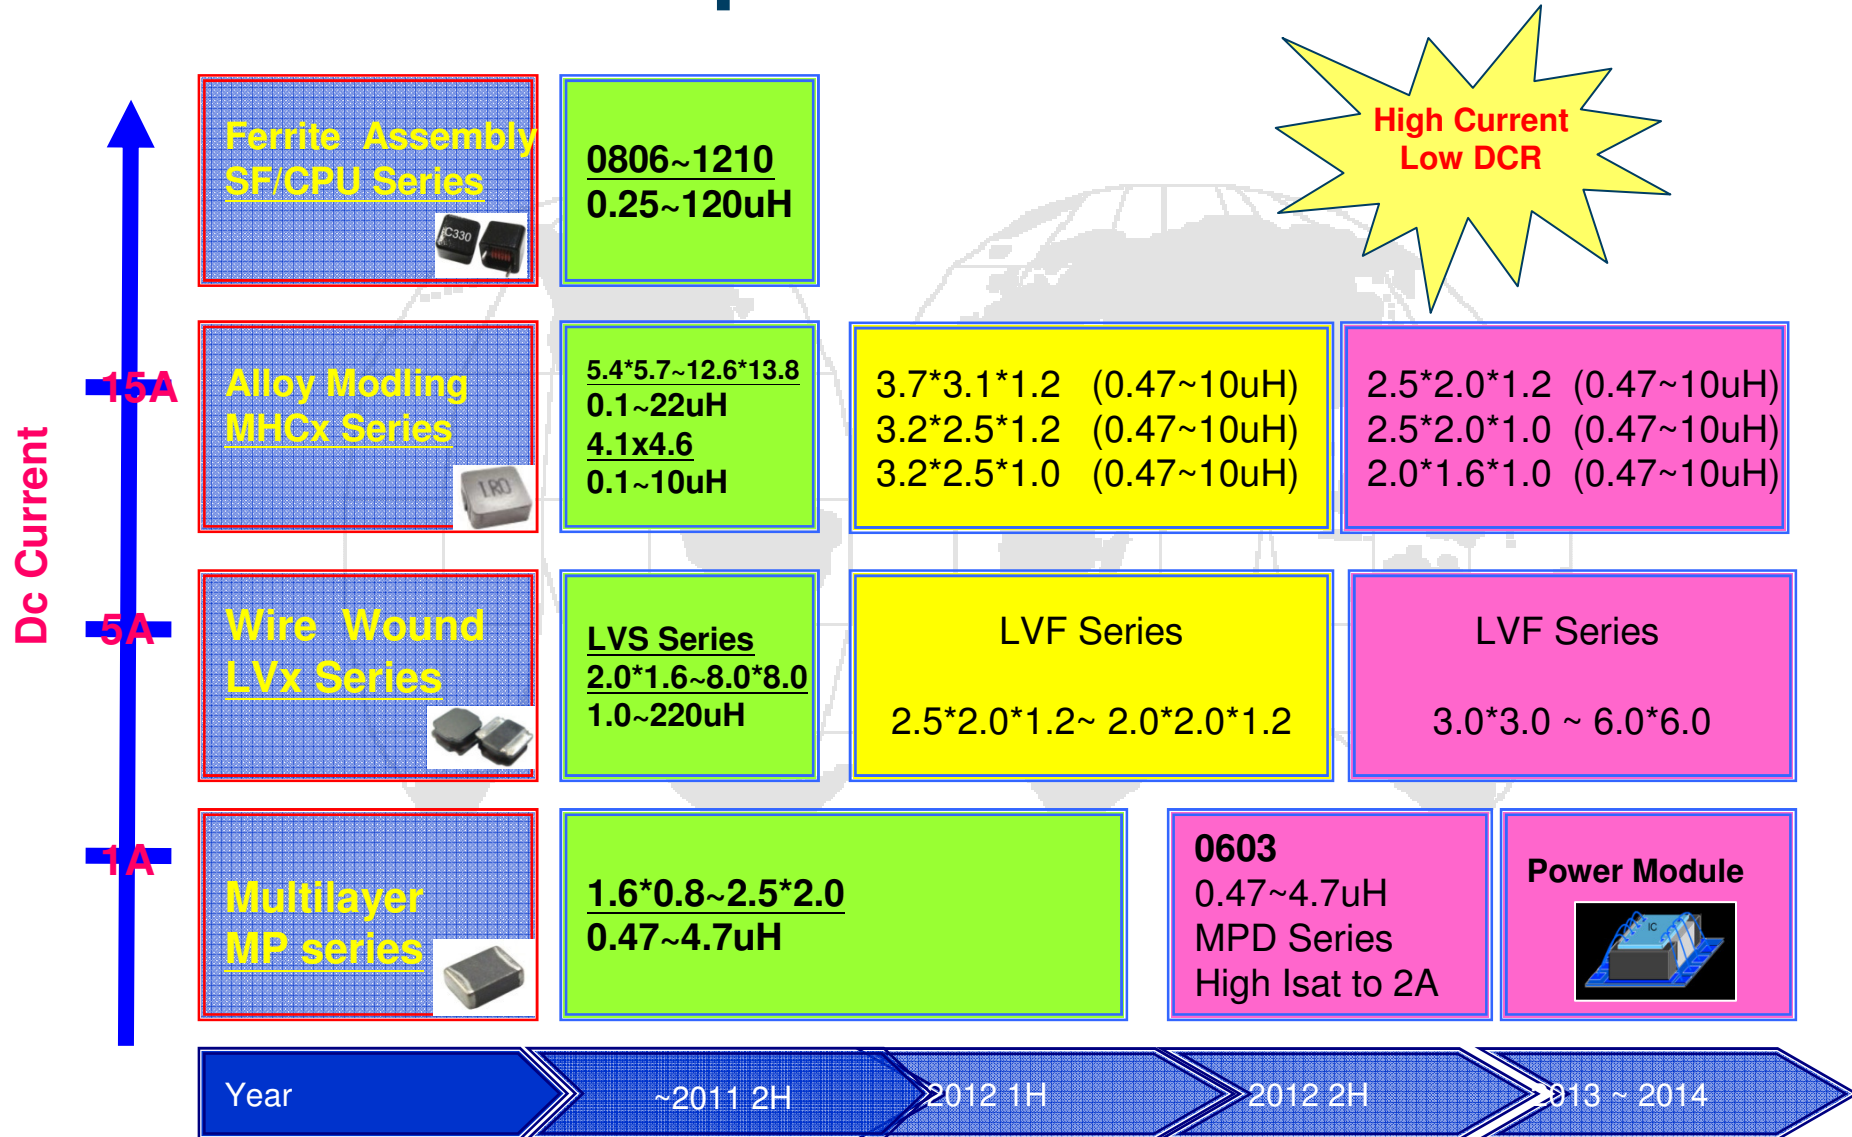 High Current
Low DCR
Ferrite Assembly
SF/CPU Series
C330
0806~1210
0.25~120uH
15A
Alloy Modling
MHCx Series
1R0
5.4*5.7~12.6*13.8
0.1~22uH
4.1x4.6
0.1~10uH
3.7*3.1*1.2 (0.47~10uH)
3.2*2.5*1.2 (0.47~10uH)
3.2*2.5*1.0 (0.47~10uH)
2.5*2.0*1.2 (0.47~10uH)
2.5*2.0*1.0 (0.47~10uH)
2.0*1.6*1.0 (0.47~10uH)
Dc Current
5A
Wire Wound
LVx Series
LVS Series
2.0*1.6~8.0*8.0
1.0~220uH
LVF Series
2.5*2.0*1.2~ 2.0*2.0*1.2
LVF Series
3.0*3.0 ~ 6.0*6.0
1A
Multilayer
MP series
1.6*0.8~2.5*2.0
0.47~4.7uH
0603
0.47~4.7uH
MPD Series
High Isat to 2A
Power Module
IC
Year
~2011 2H
2012 1H
2012 2H
2013 ~ 2014